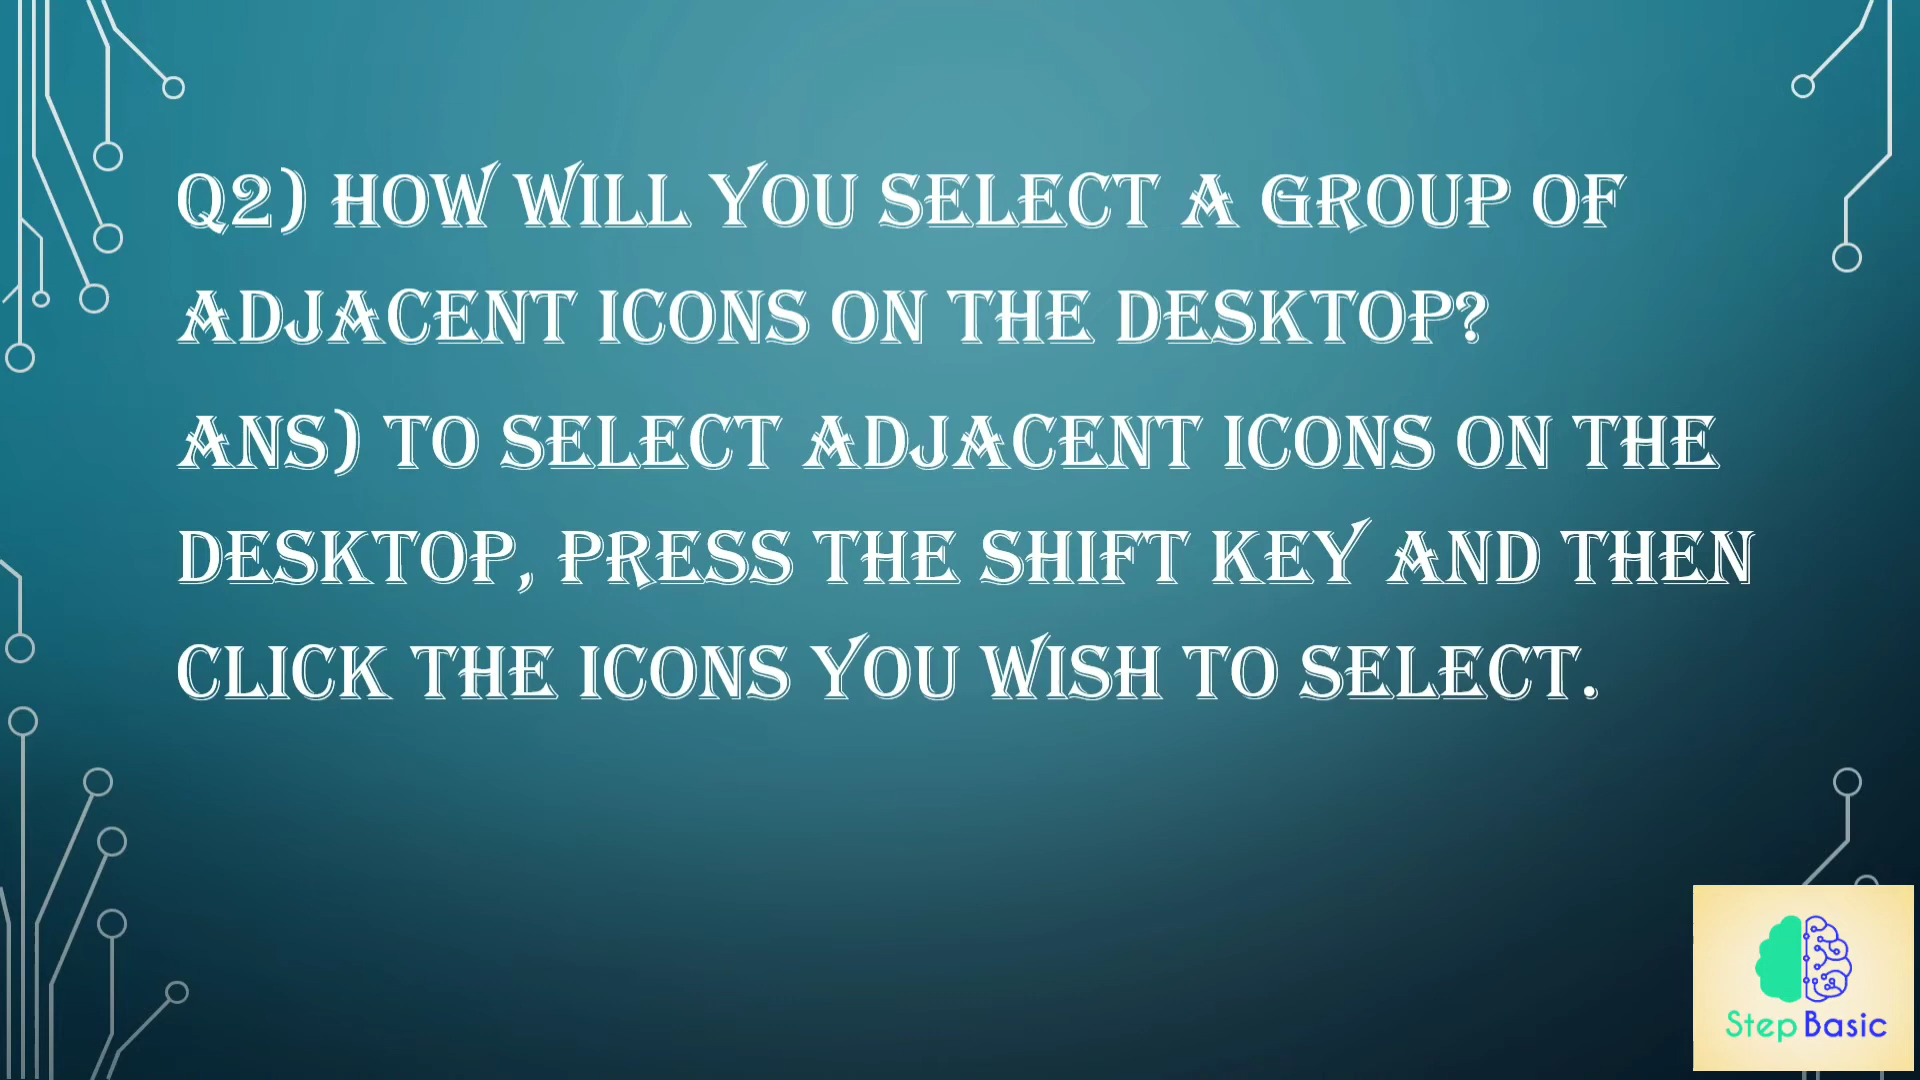 Q2) HOW WILL YOU SELECT A GROUP OF
ADJACENT ICONS ON THE DESKTOP?
ANS) TO SELECT ADJACENT ICONS ON THE
DESKTOP, PRESS THE SHIFT KEY AND THEN
CLICK THE ICONS YOU WISH TO SELECT.
Step Basic